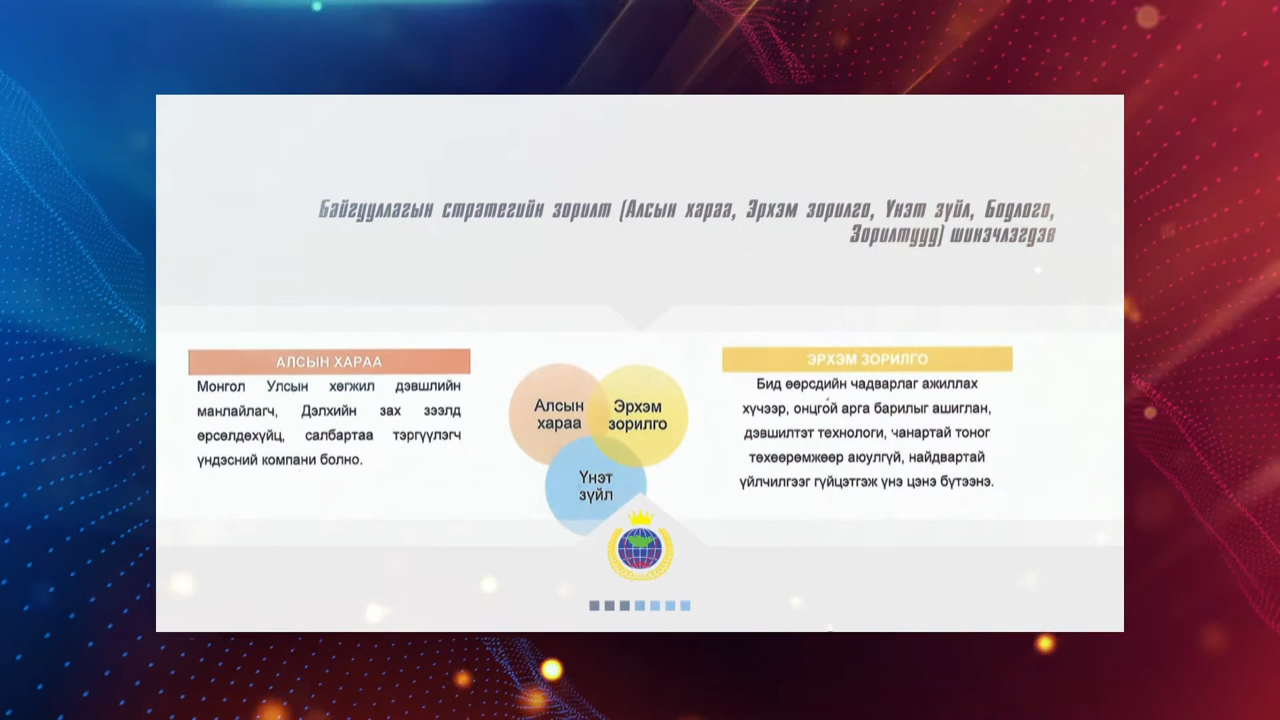 Байгууллагын стратегийн зорилт (Алсын хараа, Эрхэм зорилго, Үнэт зүйл, Бодлого,
Зорилтууд) шинэчлэгдэв
АЛСЫН ХАРАА
Монгол Улсын хөгжил дэвшлийн
манлайлагч, Дэлхийн зах зээлд
өрсөлдөхүйц, салбартаа тэргүүлэгч
үндэсний компани болно.
Алсын
хараа
Эрхэм
зорилго
Үнэт
зүйл
ЭРХЭМ ЗОРИЛГО
Бид өөрсдийн чадварлаг ажиллах
хүчээр, онцгой арга барилыг ашиглан,
дэвшилтэт технологи, чанартай тоног
төхөөрөмжөөр аюулгүй, найдвартай
үйлчилгээг гүйцэтгэж үнэ цэнэ бүтээнэ.